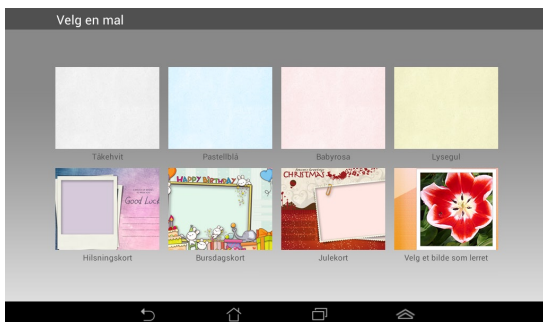 Velg en mal
Tåkehvit
Pastellblå
Babyrosa
Lysegul
Good Luck
HAPPY BIRTHDAY
CHRISTMAS
Hilsningskort
Bursdagskort
Julekort
Velg et bilde som lerret